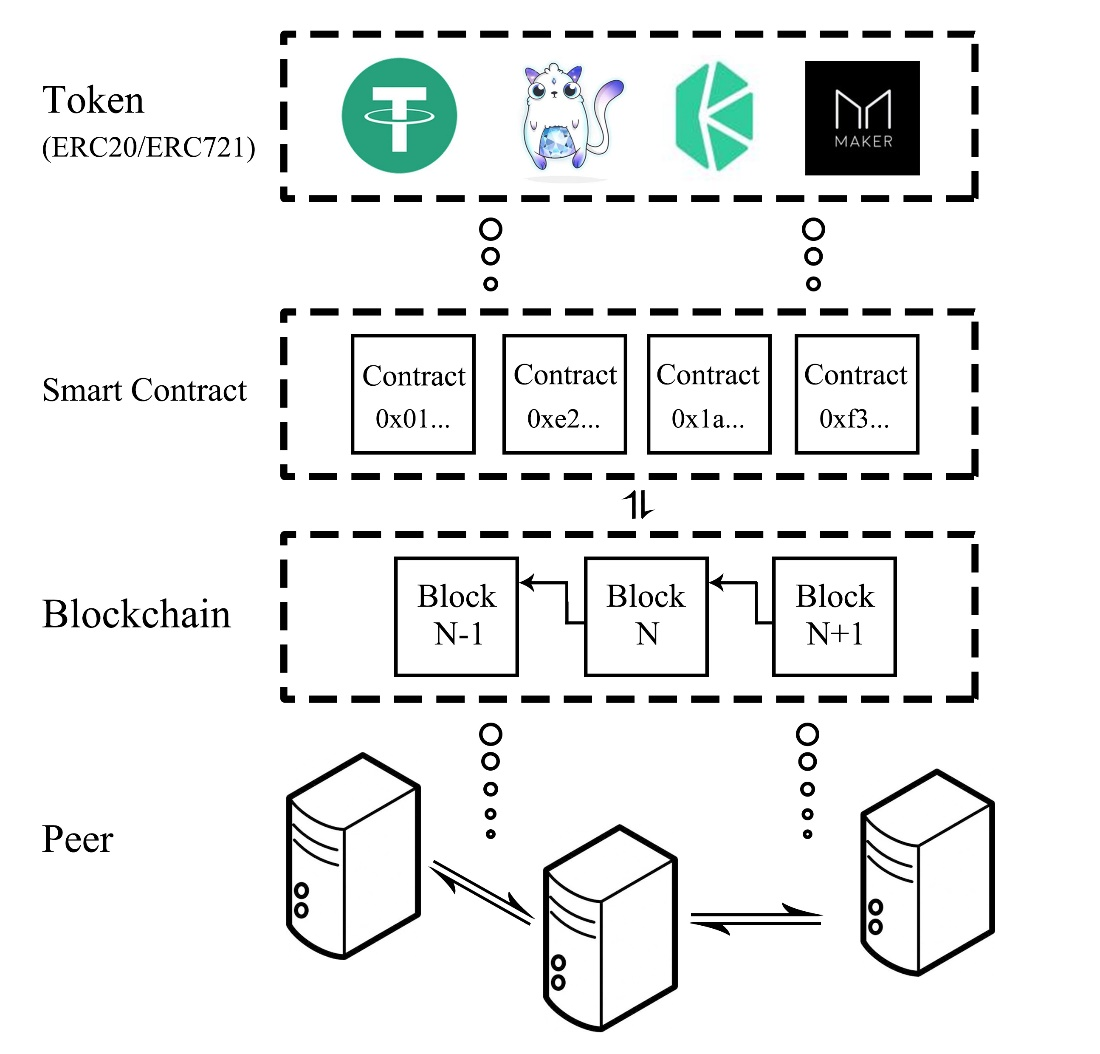 Token
(ERC20/ERC721)
MAKER
Smart Contract
Contract
0x01...
Contract
0xe2...
Contract
0x1a...
Contract
0xf3...
Blockchain
Block
N-1
Block
N
Block
N+1
Peer